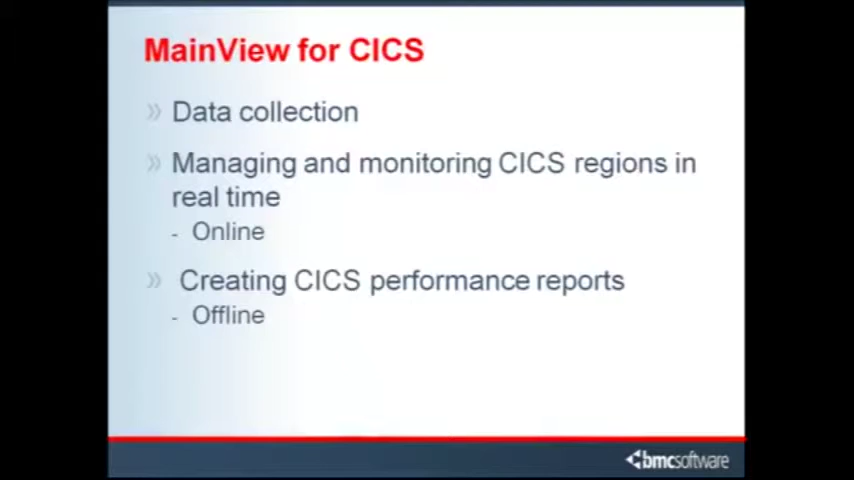 MainView for CICS
» Data collection
» Managing and monitoring CICS regions in
real time
- Online
» Creating CICS performance reports
- Offline
bmcsoftware